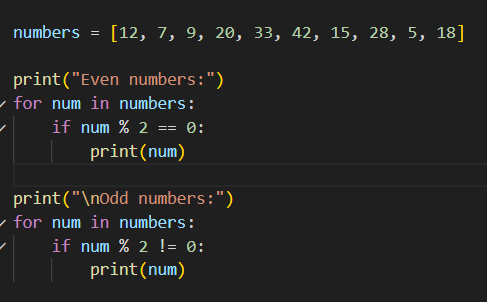 numbers = [12, 7, 9, 20, 33, 42, 15, 28, 5, 18]
print("Even numbers:")
for num in numbers:
    if num % 2 == 0:
        print(num)
print("\nOdd numbers:")
for num in numbers:
    if num % 2 != 0:
        print(num)